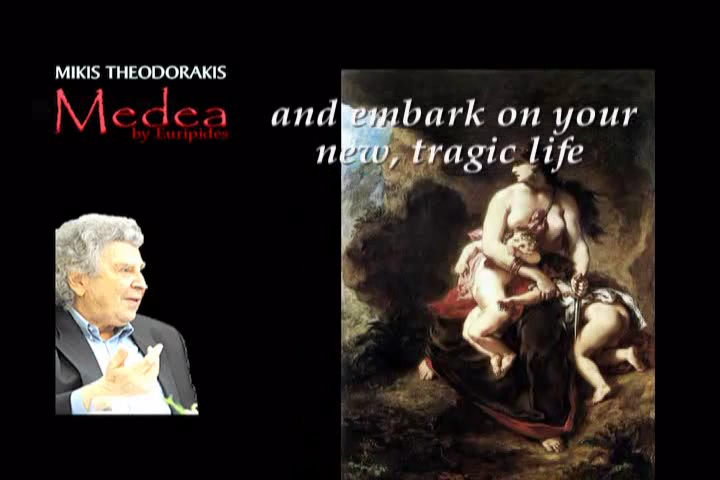 MIKIS THEODORAKIS
Medea
by Euripides
and embark on your
new, tragic life